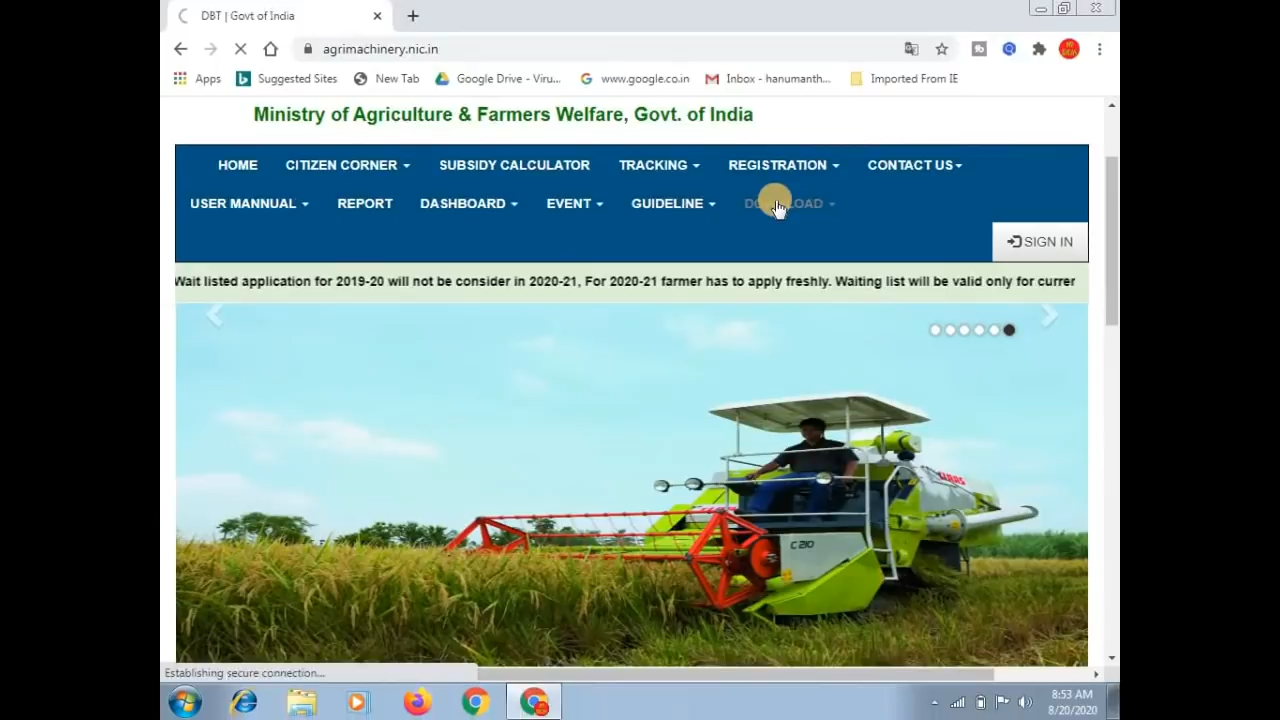 DBT | Govt of India
agrimachinery.nic.in
Apps Suggested Sites New Tab Google Drive - Viru... www.google.co.in Inbox - hanumanth... Imported From IE
Ministry of Agriculture & Farmers Welfare, Govt. of India
HOME CITIZEN CORNER SUBSIDY CALCULATOR TRACKING REGISTRATION CONTACT US
USER MANNUAL REPORT DASHBOARD EVENT GUIDELINE DOWNLOAD
SIGN IN
Wait listed application for 2019-20 will not be consider in 2020-21, For 2020-21 farmer has to apply freshly. Waiting list will be valid only for currer
CLAAS
C 210
Establishing secure connection...
8:53 AM
8/20/2020